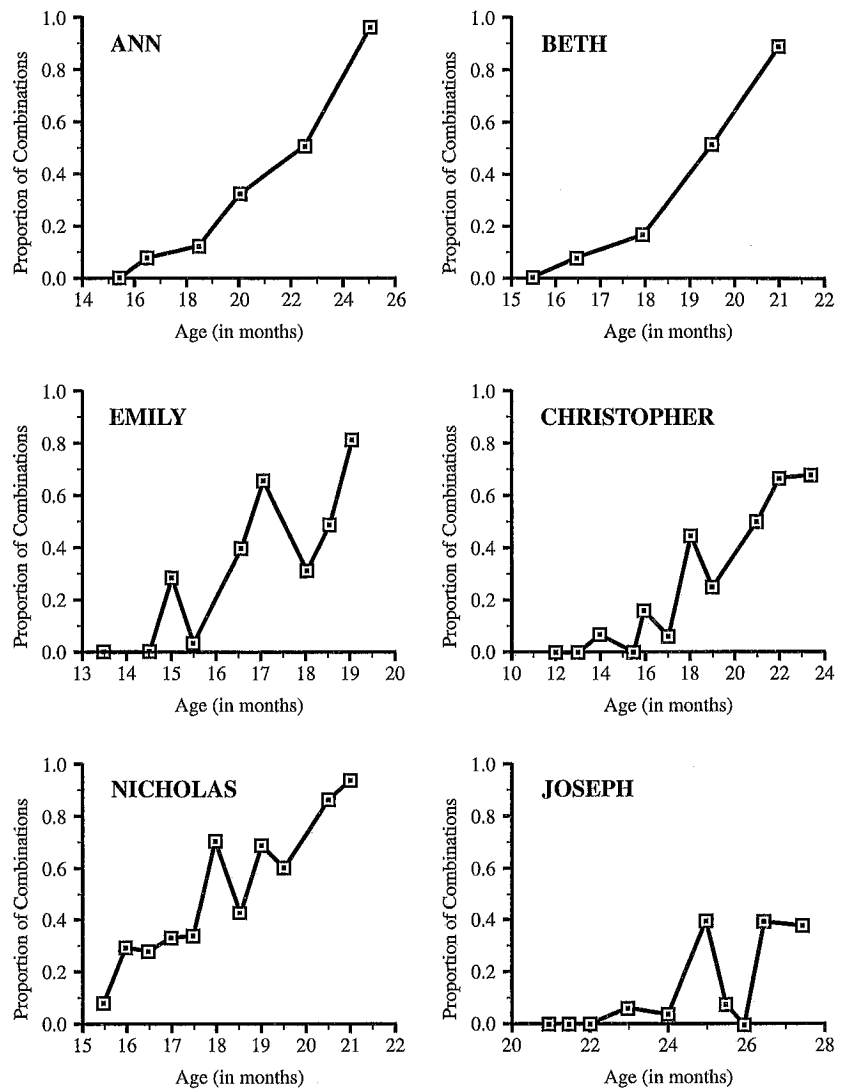 ANN
Proportion of Combinations
1.0
0.8
0.6
0.4
0.2
0.0
14 16 18 20 22 24 26
Age (in months)
BETH
Proportion of Combinations
1.0
0.8
0.6
0.4
0.2
0.0
15 16 17 18 19 20 21 22
Age (in months)
EMILY
Proportion of Combinations
1.0
0.8
0.6
0.4
0.2
0.0
13 14 15 16 17 18 19 20
Age (in months)
CHRISTOPHER
Proportion of Combinations
1.0
0.8
0.6
0.4
0.2
0.0
10 12 14 16 18 20 22 24
Age (in months)
NICHOLAS
Proportion of Combinations
1.0
0.8
0.6
0.4
0.2
0.0
15 16 17 18 19 20 21 22
Age (in months)
JOSEPH
Proportion of Combinations
1.0
0.8
0.6
0.4
0.2
0.0
20 22 24 26 28
Age (in months)